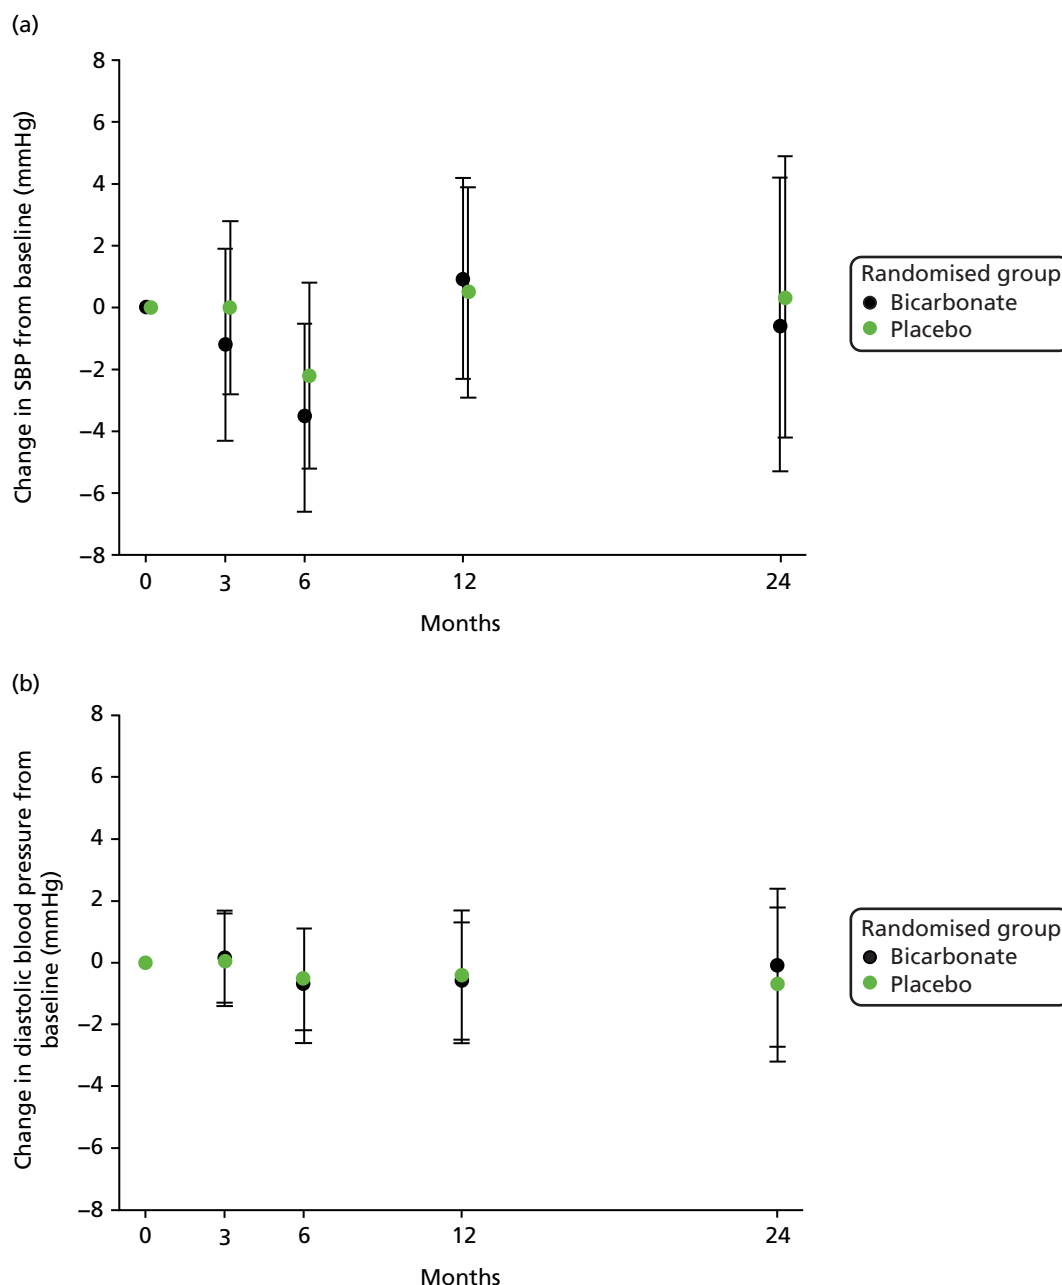 (a)
8
6
4
2
0
−2
−4
−6
−8
Change in SBP from baseline (mmHg)
0 3 6 12 24
Months
Randomised group
Bicarbonate
Placebo
(b)
8
6
4
2
0
−2
−4
−6
−8
Change in diastolic blood pressure from
baseline (mmHg)
0 3 6 12 24
Months
Randomised group
Bicarbonate
Placebo